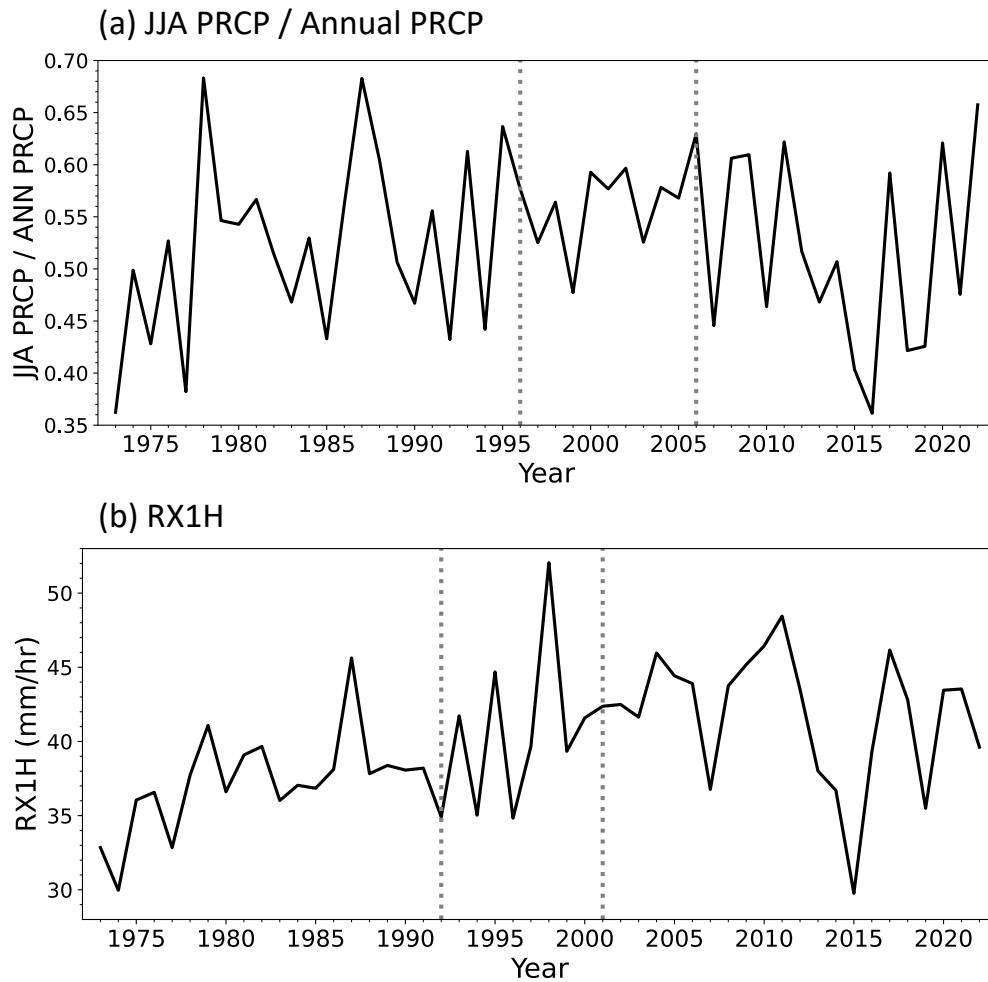 (a) JJA PRCP / Annual PRCP
JJA PRCP / ANN PRCP
0.70
0.65
0.60
0.55
0.50
0.45
0.40
0.35
1975 1980 1985 1990 1995 2000 2005 2010 2015 2020
Year
(b) RX1H
RX1H (mm/hr)
50
45
40
35
30
1975 1980 1985 1990 1995 2000 2005 2010 2015 2020
Year